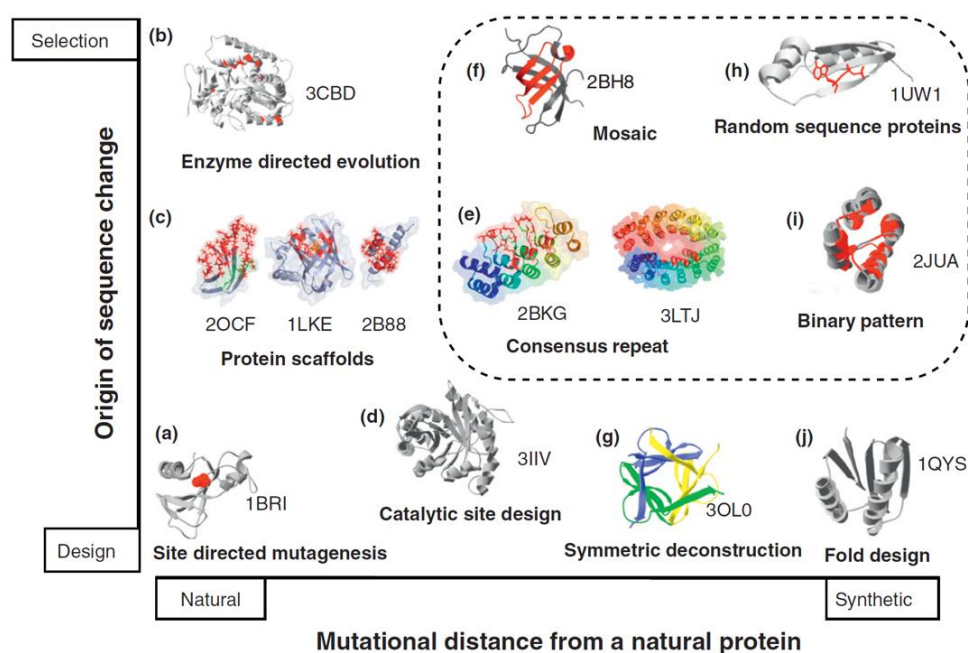 Selection
(b)
3CBD
Enzyme directed evolution
(f)
2BH8
Mosaic
(h)
1UW1
Random sequence proteins
(c)
2OCF 1LKE 2B88
Protein scaffolds
(e)
2BKG 3LTJ
Consensus repeat
(i)
2JUA
Binary pattern
Origin of sequence change
(a)
1BRI
Site directed mutagenesis
(d)
3IIV
Catalytic site design
(g)
3OL0
Symmetric deconstruction
(j)
1QYS
Fold design
Design
Natural
Synthetic
Mutational distance from a natural protein